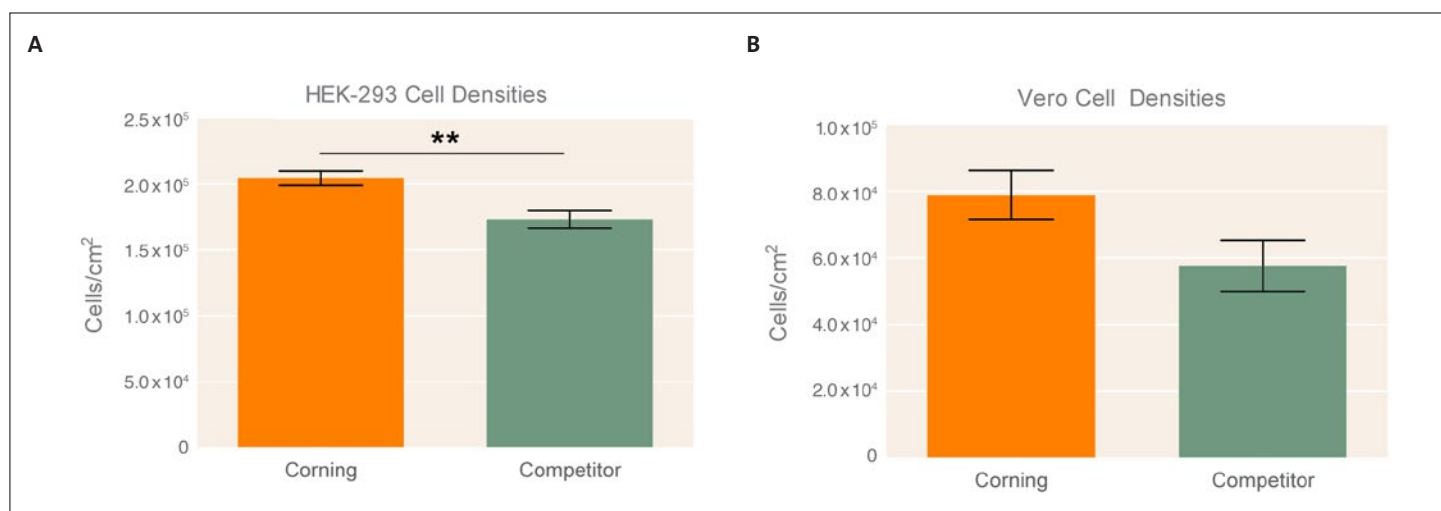 A
HEK-293 Cell Densities
2.5 x 10⁵
2.0 x 10⁵
1.5 x 10⁵
1.0 x 10⁵
5.0 x 10⁴
0
Cells/cm²
**
Corning
Competitor
B
Vero Cell Densities
1.0 x 10⁵
8.0 x 10⁴
6.0 x 10⁴
4.0 x 10⁴
2.0 x 10⁴
0
Cells/cm²
Corning
Competitor